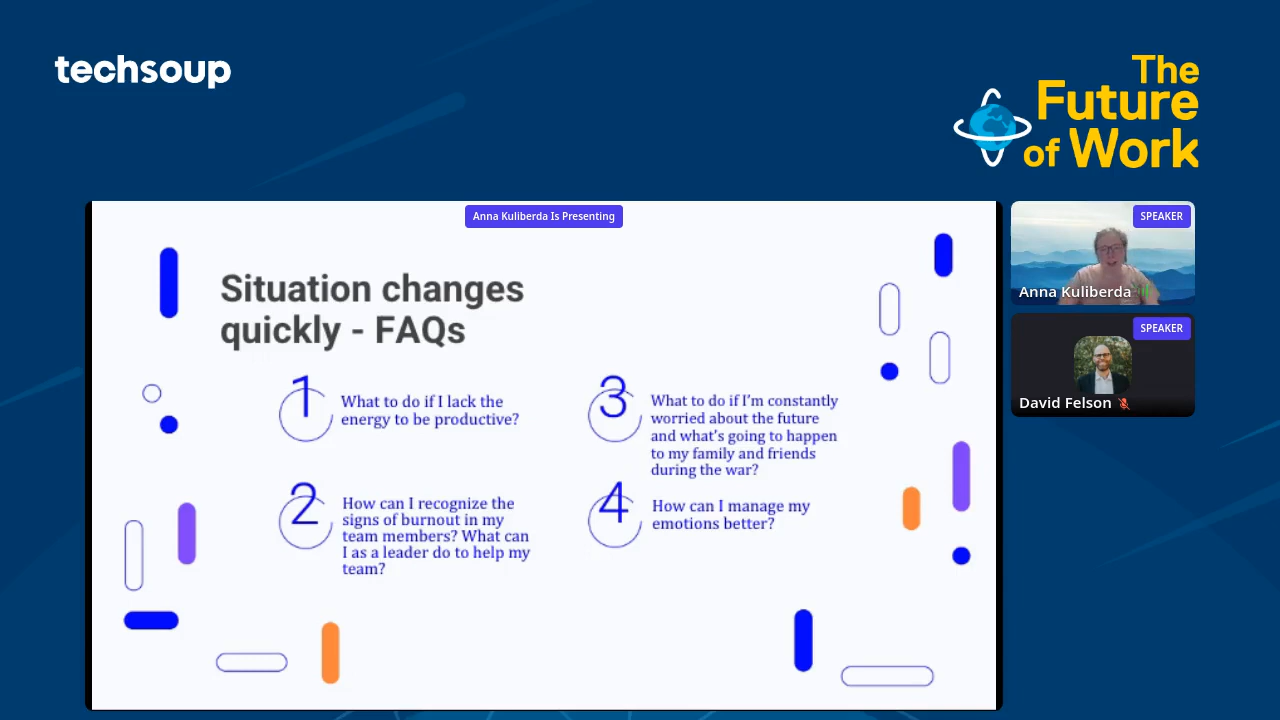 techsoup
The
Future
of Work
Anna Kuliberda Is Presenting
Situation changes
quickly - FAQs
1
What to do if I lack the
energy to be productive?
2
How can I recognize the
signs of burnout in my
team members? What can
I as a leader do to help my
team?
3
What to do if I’m constantly
worried about the future
and what’s going to happen
to my family and friends
during the war?
4
How can I manage my
emotions better?
SPEAKER
Anna Kuliberda
SPEAKER
David Felson